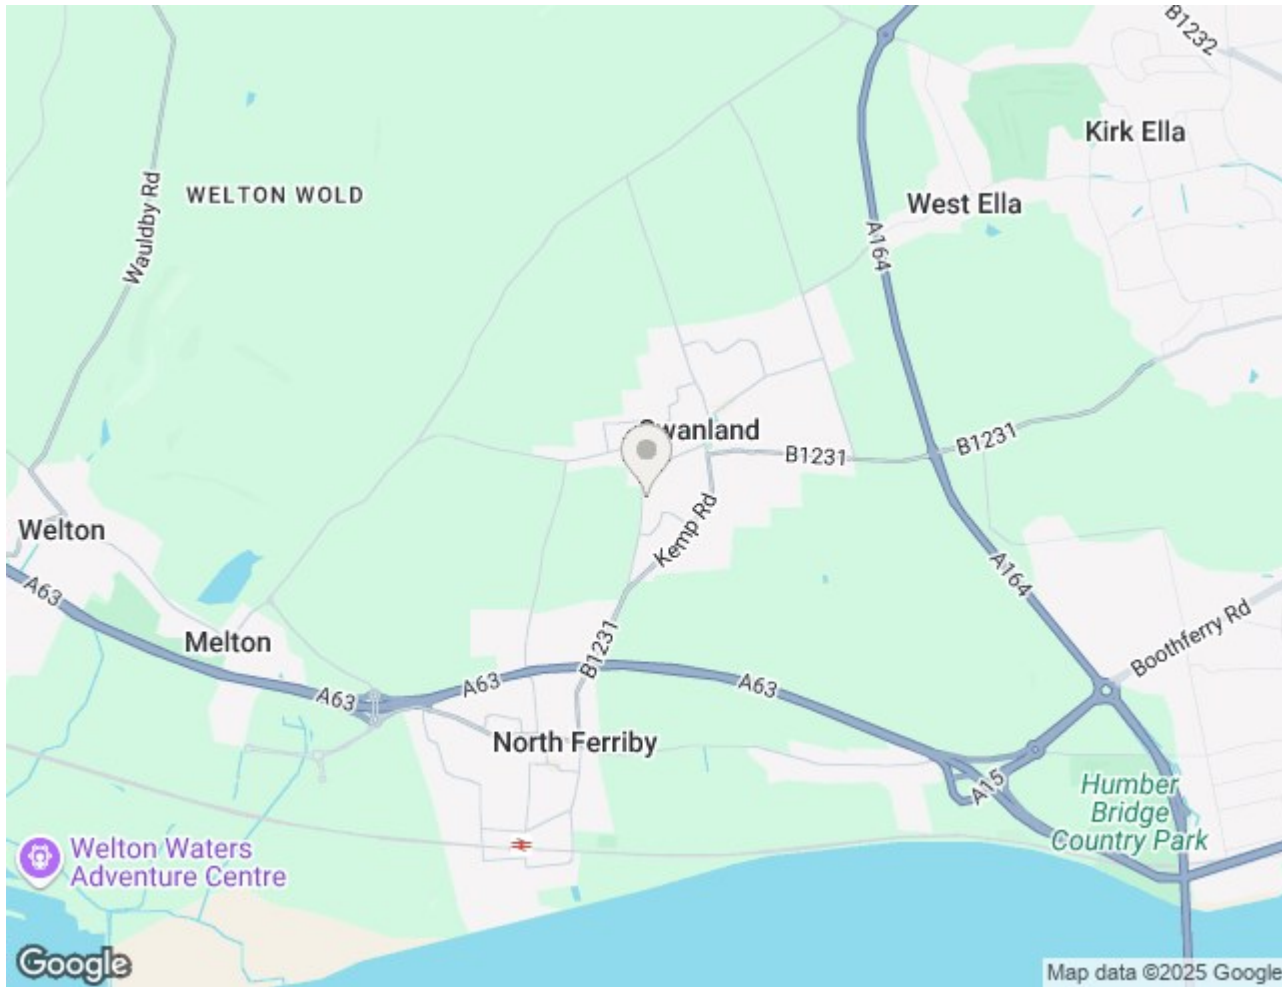 B1232
Kirk Ella
WELTON WOLD
West Ella
Wauldby Rd
A164
Swanland
B1231
B1231
Kemp Rd
Welton
A63
A164
Boothferry Rd
Melton
B1231
A63
A63
A63
North Ferriby
A15
Humber
Bridge
Country Park
Welton Waters
Adventure Centre
Google
Map data ©2025 Google